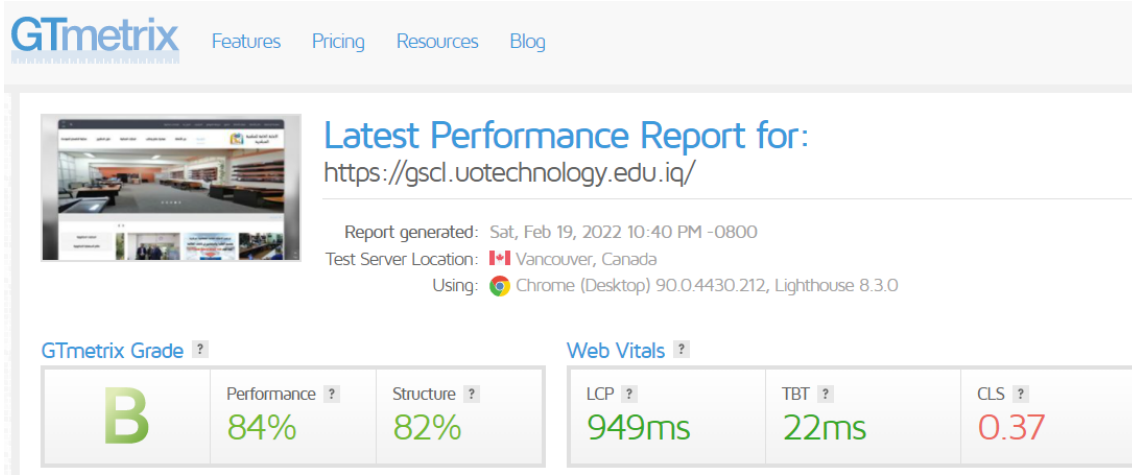 GTmetrix Features Pricing Resources Blog
Latest Performance Report for:
https://gscl.uotechnology.edu.iq/
Report generated: Sat, Feb 19, 2022 10:40 PM -0800
Test Server Location: Vancouver, Canada
Using: Chrome (Desktop) 90.0.4430.212, Lighthouse 8.3.0
GTmetrix Grade ?
B
Performance ?
84%
Structure ?
82%
Web Vitals ?
LCP ?
949ms
TBT ?
22ms
CLS ?
0.37